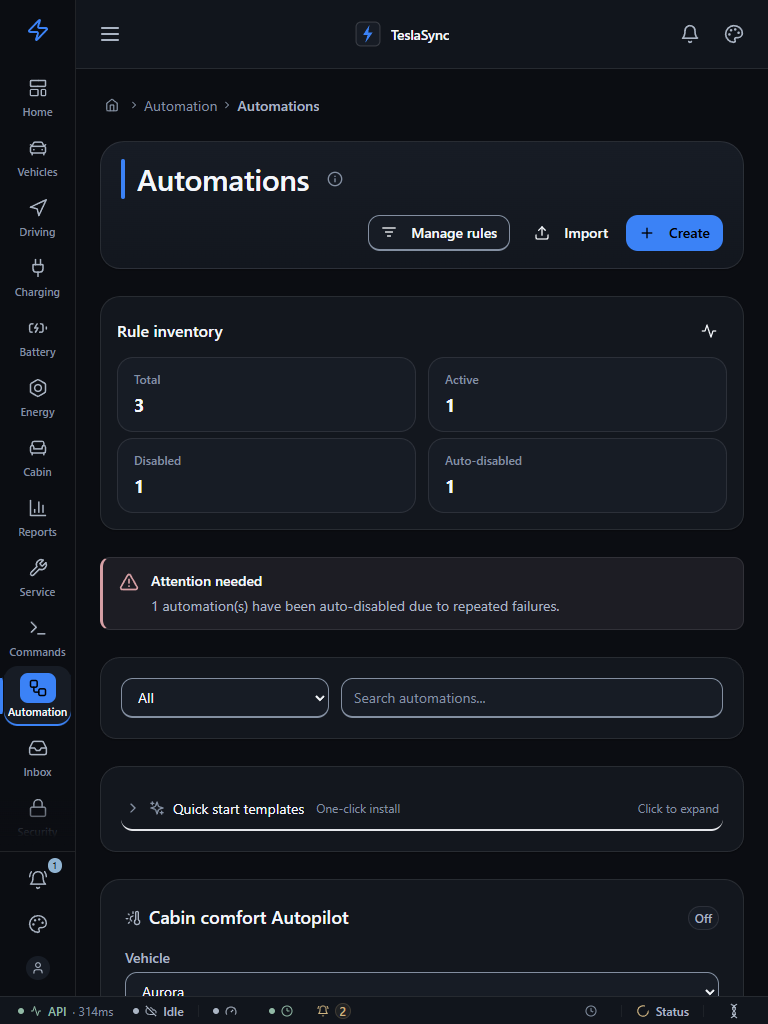 TeslaSync
Home
Vehicles
Driving
Charging
Battery
Energy
Cabin
Reports
Service
Commands
Automation
Inbox
Security
1
Automation > Automations
Automations
Manage rules
Import
Create
Rule inventory
Total
3
Active
1
Disabled
1
Auto-disabled
1
Attention needed
1 automation(s) have been auto-disabled due to repeated failures.
All
Search automations...
Quick start templates One-click install Click to expand
Cabin comfort Autopilot Off
Vehicle
Aurora
API · 314ms Idle 2 Status